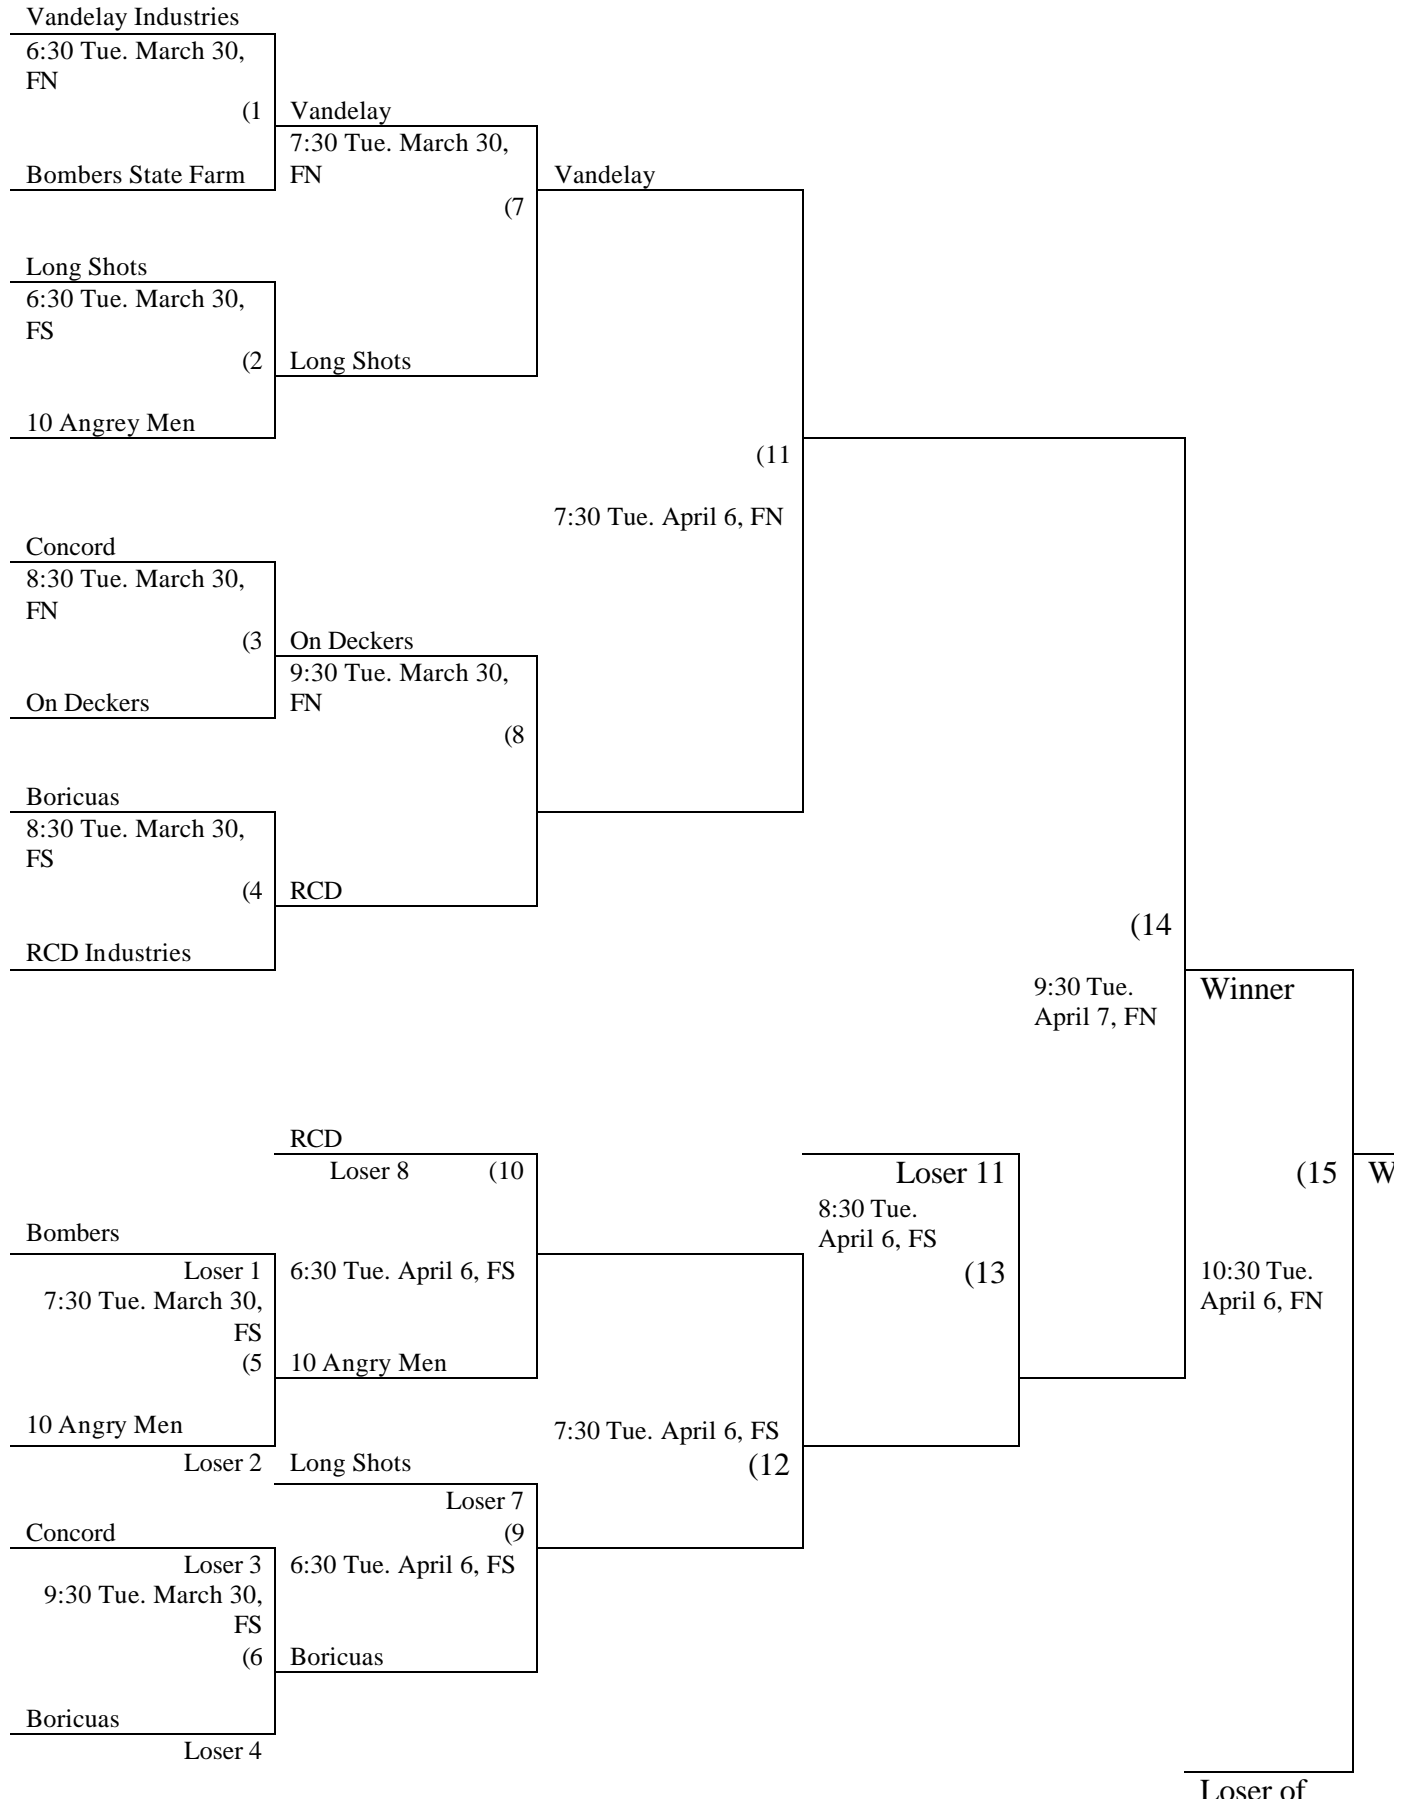 Vandelay Industries
6:30 Tue. March 30,
FN
(1
Vandelay
7:30 Tue. March 30,
FN
Bombers State Farm
Vandelay
(7
Long Shots
6:30 Tue. March 30,
FS
(2
Long Shots
10 Angrey Men
(11
7:30 Tue. April 6, FN
Concord
8:30 Tue. March 30,
FN
(3
On Deckers
9:30 Tue. March 30,
FN
On Deckers
(8
Boricuas
8:30 Tue. March 30,
FS
(4
RCD
RCD Industries
(14
9:30 Tue.
April 7, FN
Winner
RCD
Loser 8 (10
Loser 11
(15
W
8:30 Tue.
April 6, FS
(13
Bombers
Loser 1
7:30 Tue. March 30,
FS
(5
6:30 Tue. April 6, FS
10:30 Tue.
April 6, FN
10 Angry Men
10 Angry Men
Loser 2
7:30 Tue. April 6, FS
(12
Long Shots
Loser 7
(9
Concord
Loser 3
9:30 Tue. March 30,
FS
(6
6:30 Tue. April 6, FS
Boricuas
Boricuas
Loser 4
Loser of